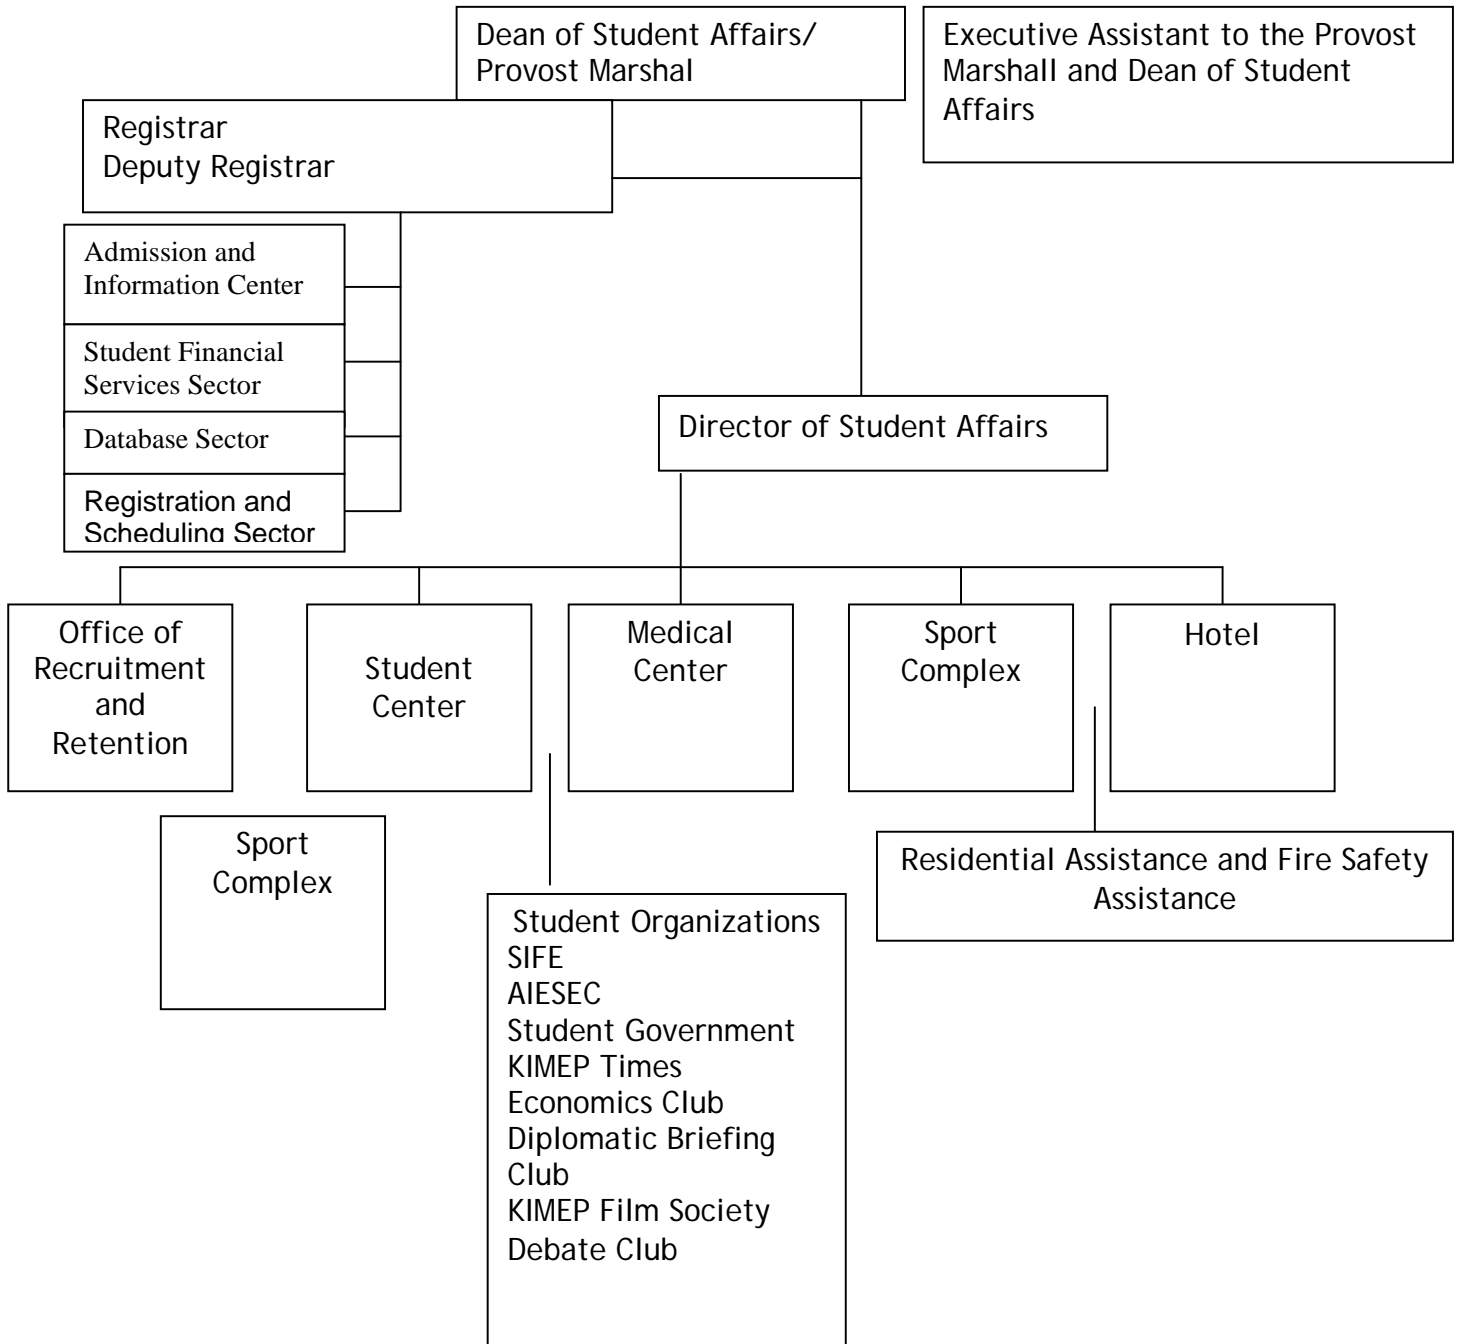 Dean of Student Affairs/
Provost Marshal
Executive Assistant to the Provost
Marshall and Dean of Student
Affairs
Registrar
Deputy Registrar
Admission and
Information Center
Student Financial
Services Sector
Database Sector
Registration and
Scheduling Sector
Director of Student Affairs
Office of
Recruitment
and
Retention
Student
Center
Medical
Center
Sport
Complex
Hotel
Sport
Complex
Residential Assistance and Fire Safety
Assistance
Student Organizations
SIFE
AIESEC
Student Government
KIMEP Times
Economics Club
Diplomatic Briefing
Club
KIMEP Film Society
Debate Club